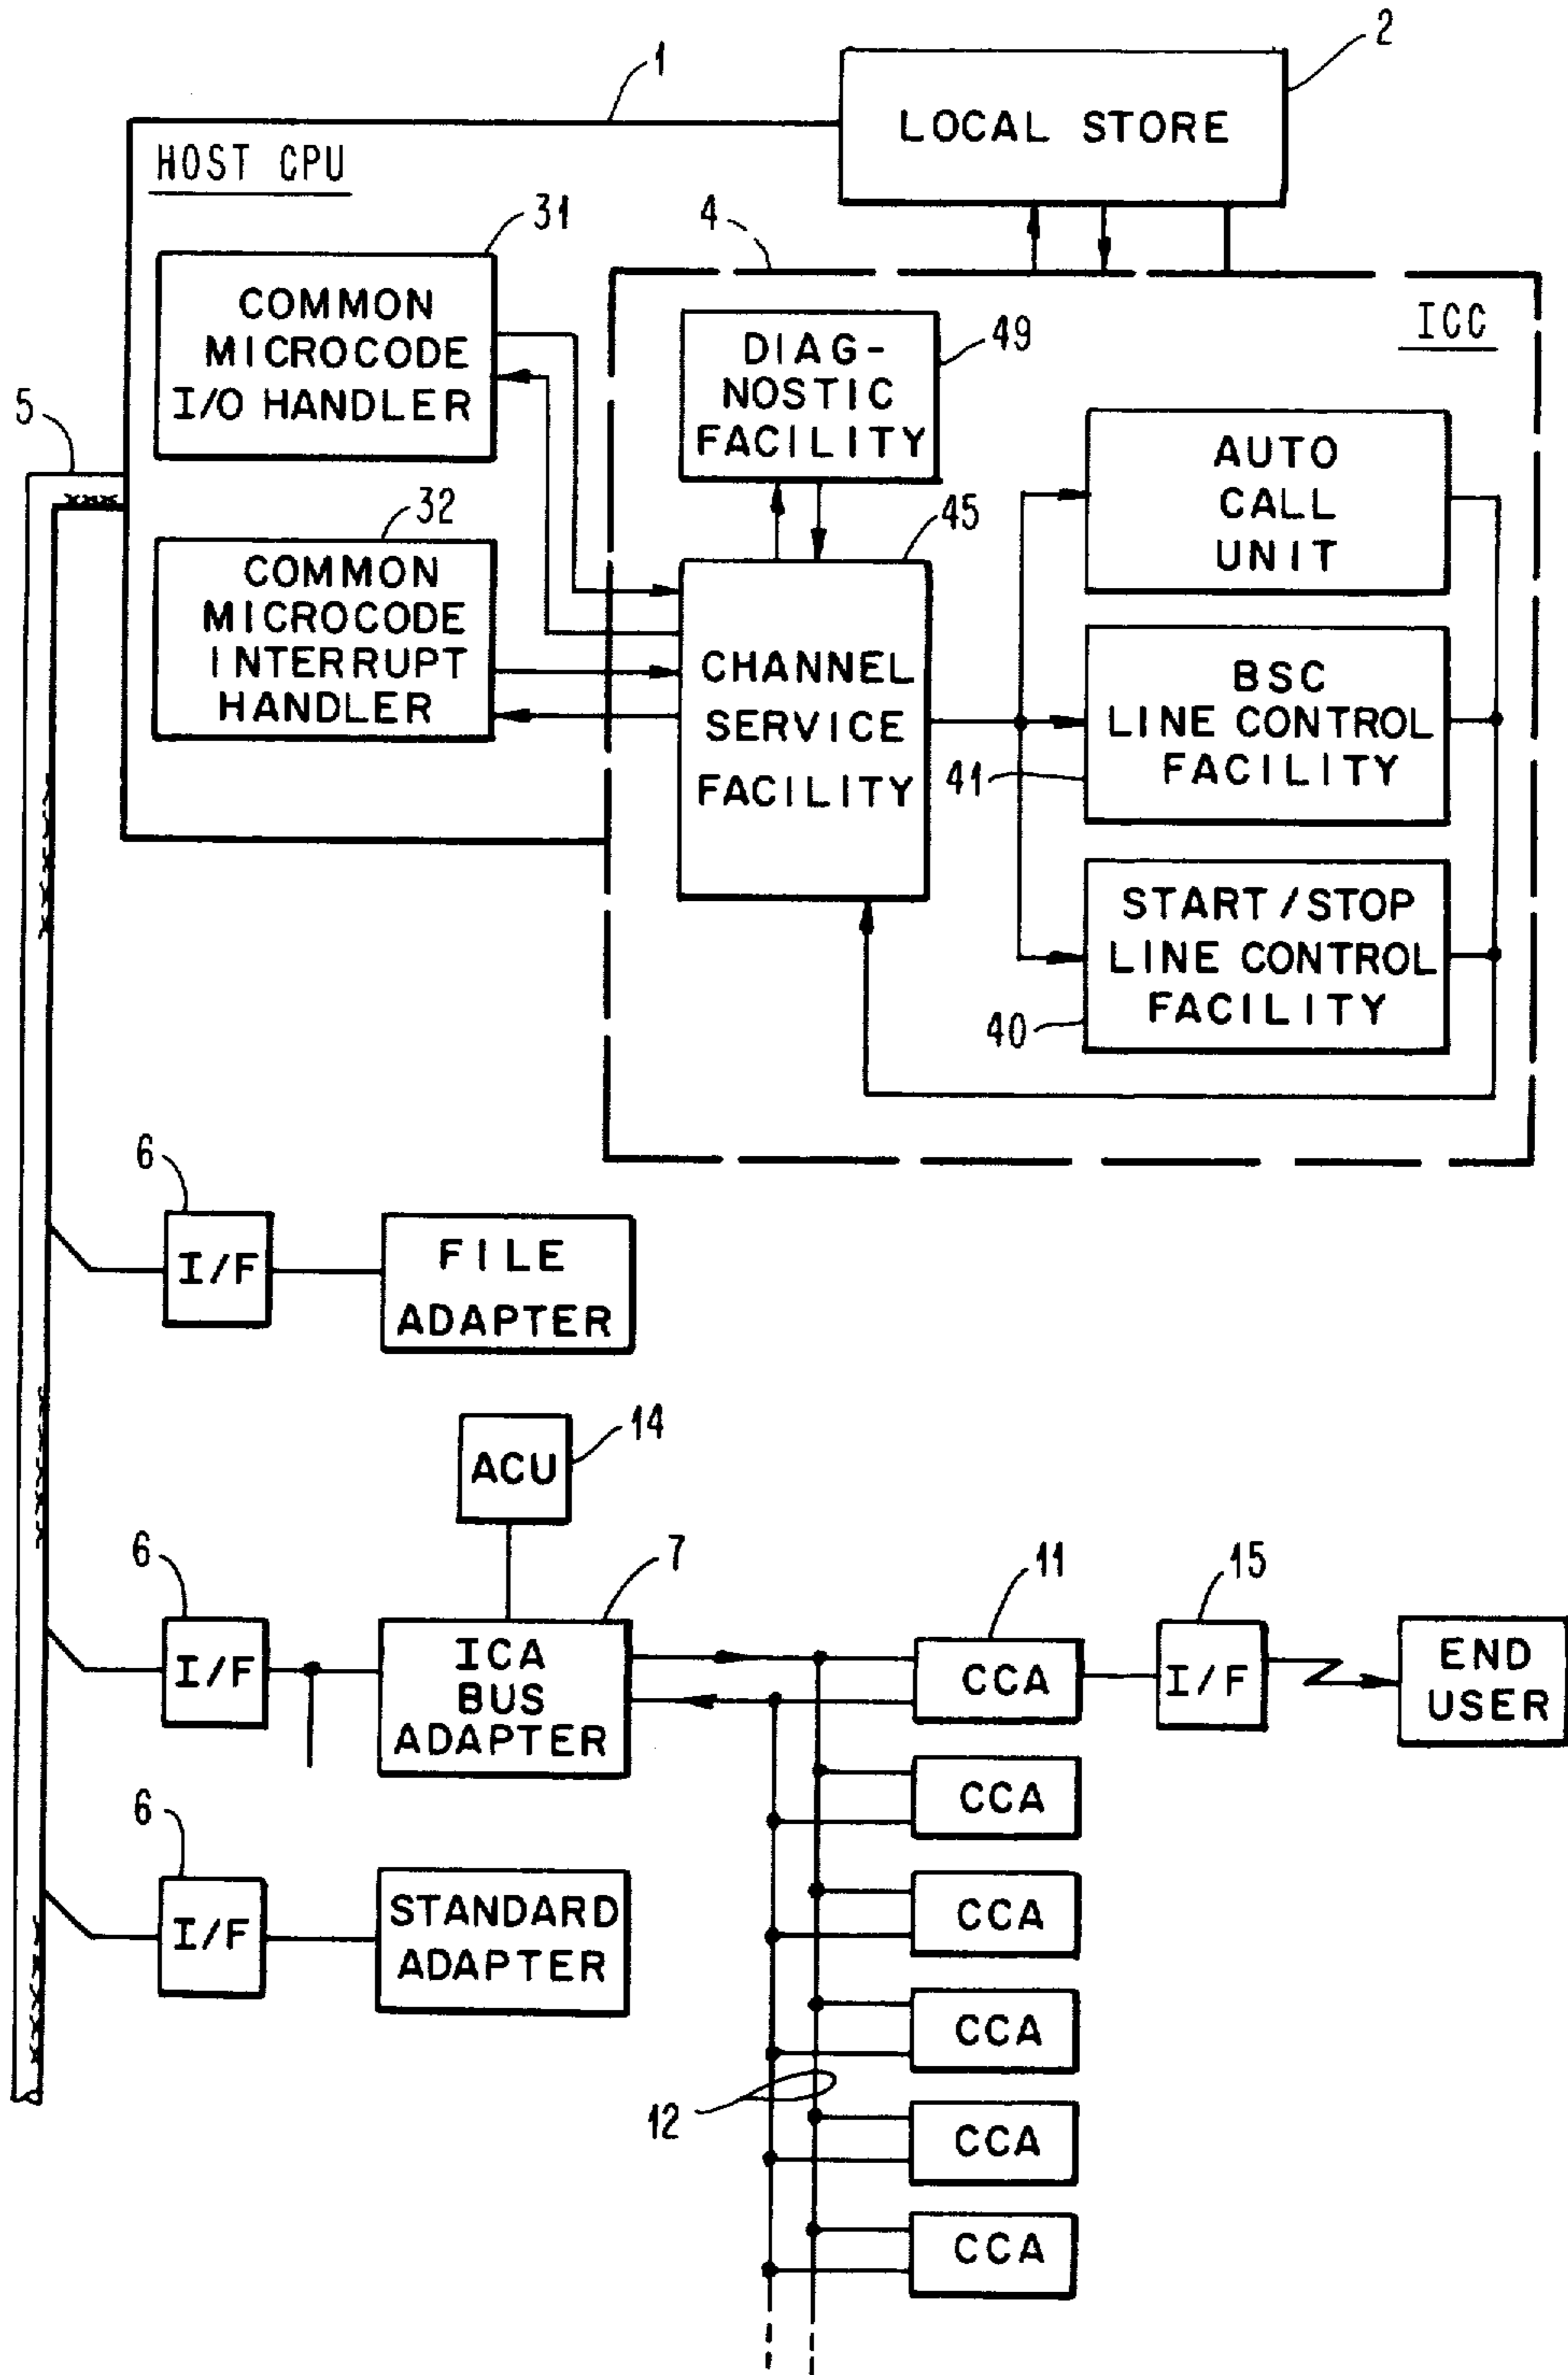 1
2
LOCAL STORE
HOST CPU
31
COMMON
MICROCODE
I/O HANDLER
4
ICC
DIAG-
NOSTIC
FACILITY
49
5
AUTO
CALL
UNIT
32
COMMON
MICROCODE
INTERRUPT
HANDLER
45
CHANNEL
SERVICE
FACILITY
BSC
LINE CONTROL
FACILITY
41
START/STOP
LINE CONTROL
FACILITY
40
6
I/F
FILE
ADAPTER
ACU
14
6
I/F
7
ICA
BUS
ADAPTER
11
CCA
15
I/F
END
USER
CCA
6
I/F
STANDARD
ADAPTER
CCA
CCA
12
CCA
CCA